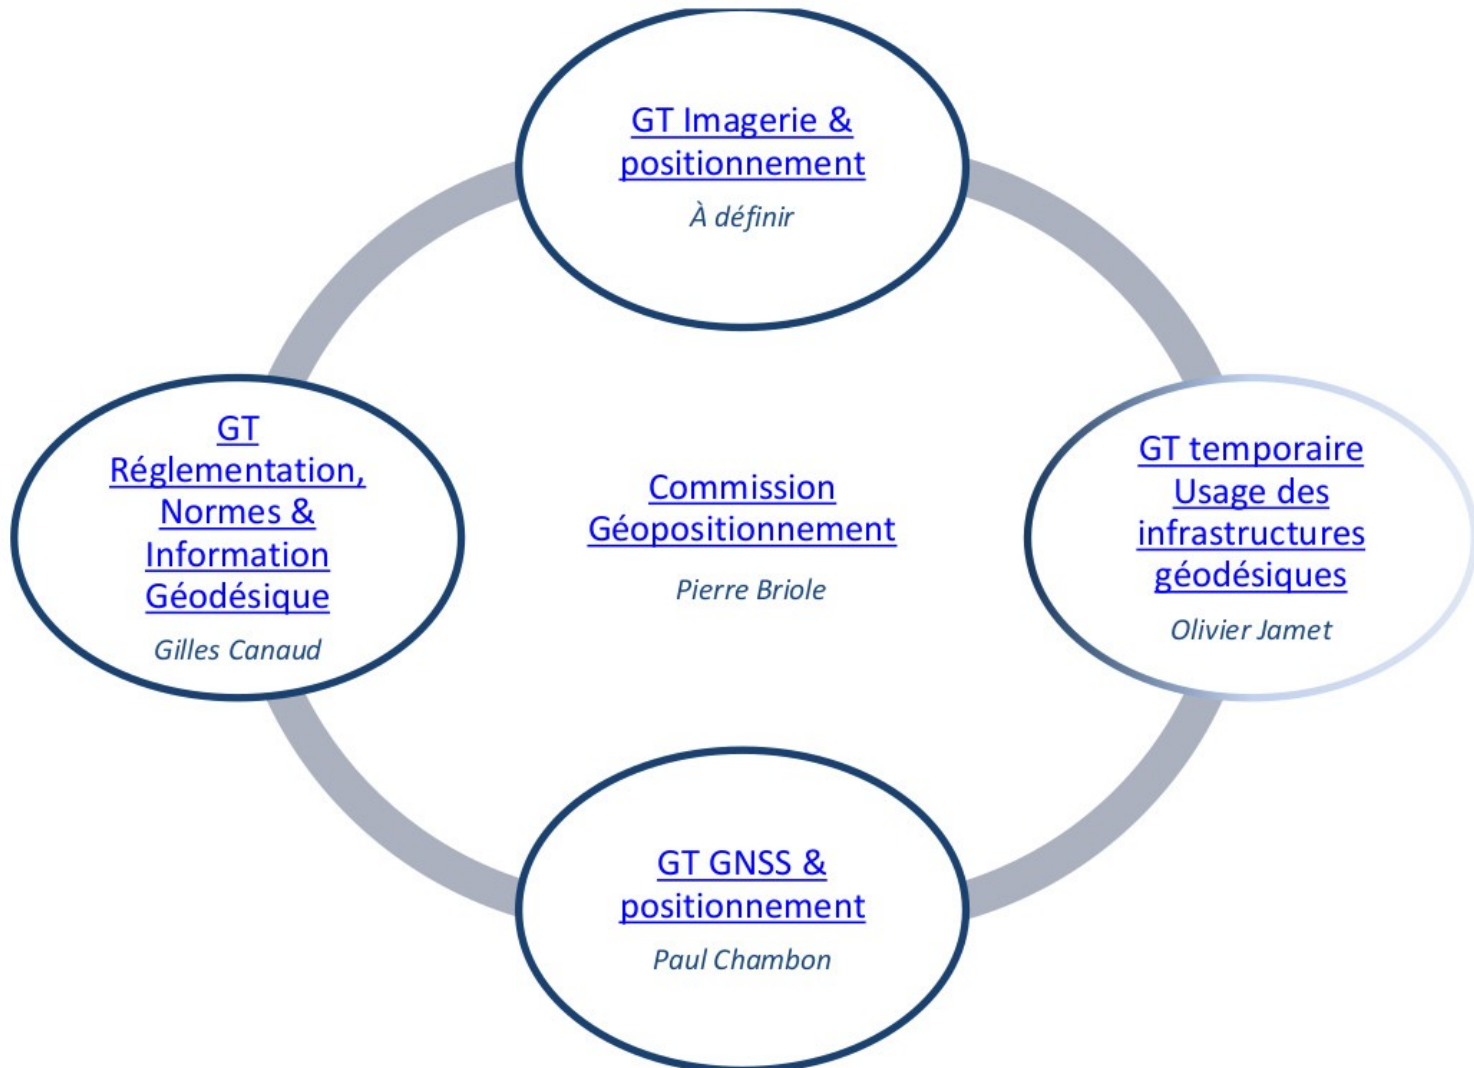 GT Imagerie &
positionnement
À définir
GT
Réglementation,
Normes &
Information
Géodésique
Gilles Canaud
Commission
Géopositionnement
Pierre Briole
GT temporaire
Usage des
infrastructures
géodésiques
Olivier Jamet
GT GNSS &
positionnement
Paul Chambon